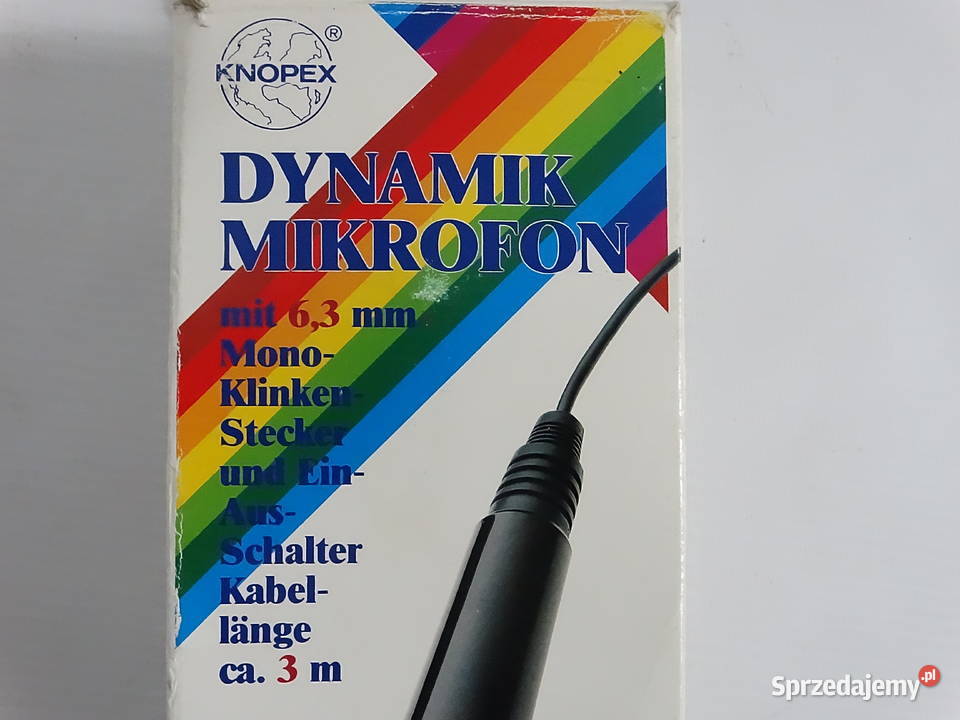 KNOPEX ®
DYNAMIK
MIKROFON
mit 6,3 mm
Mono-
Klinken-
Stecker
und Ein-
Aus-
Schalter
Kabel-
länge
ca. 3 m
Sprzedajemy.pl